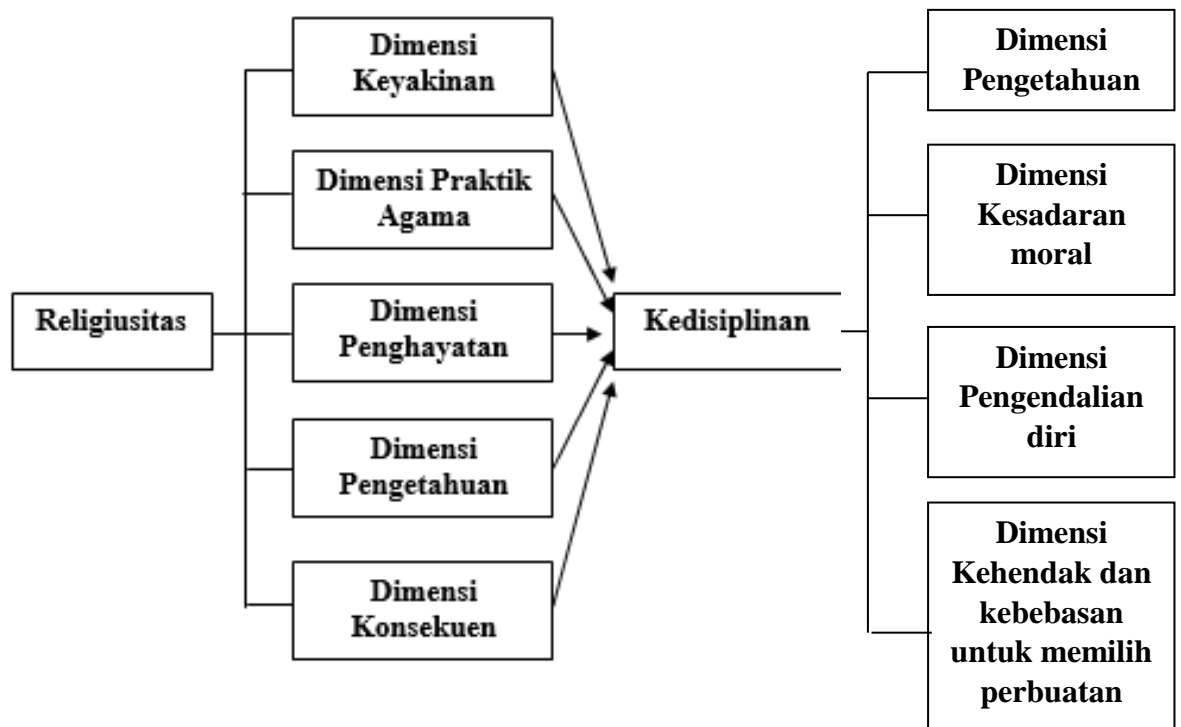 Religiusitas
Dimensi
Keyakinan
Dimensi Praktik
Agama
Dimensi
Penghayatan
Dimensi
Pengetahuan
Dimensi
Konsekuen
Kedisiplinan
Dimensi
Pengetahuan
Dimensi
Kesadaran
moral
Dimensi
Pengendalian
diri
Dimensi
Kehendak dan
kebebasan
untuk memilih
perbuatan